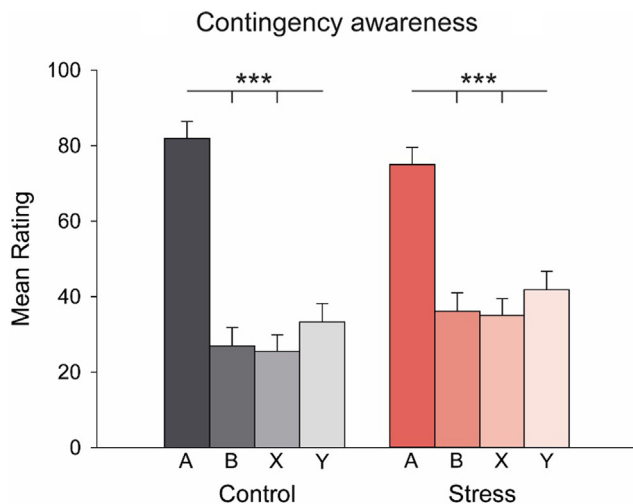 Contingency awareness
100
80
60
40
20
0
Mean Rating
***
***
A B X Y
A B X Y
Control
Stress